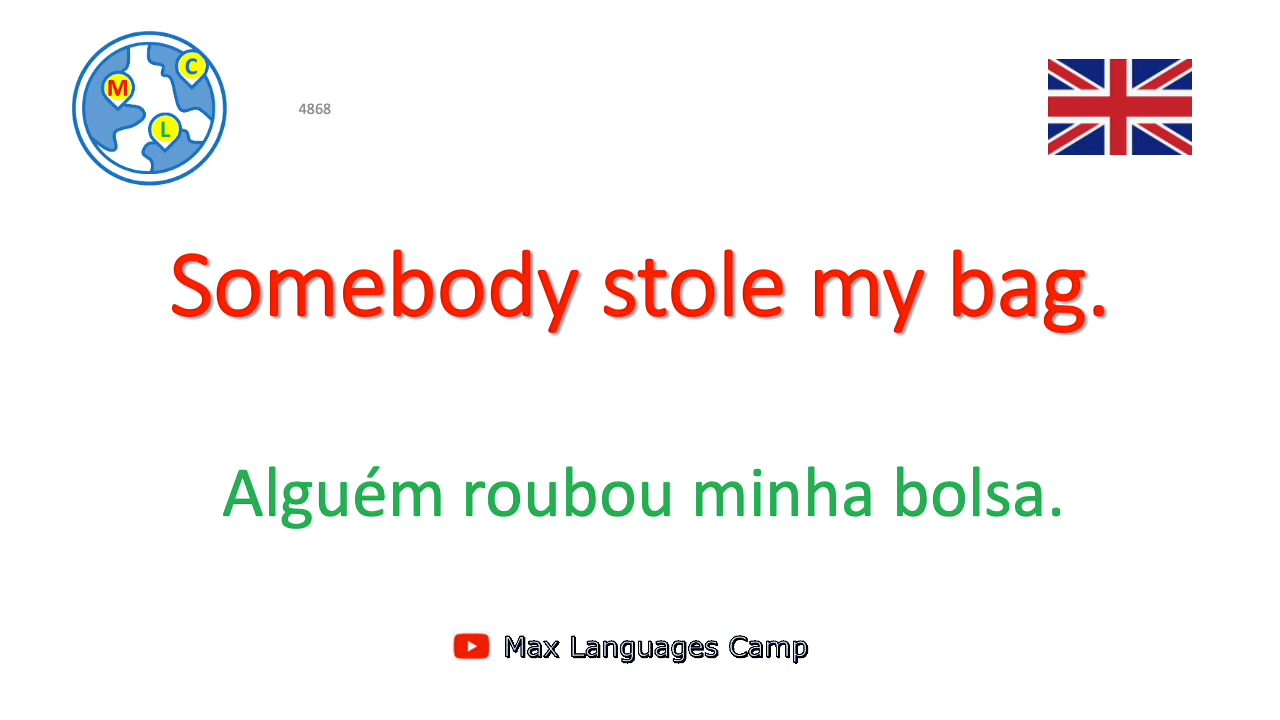 M
C
L
4868
Somebody stole my bag.
Alguém roubou minha bolsa.
Max Languages Camp